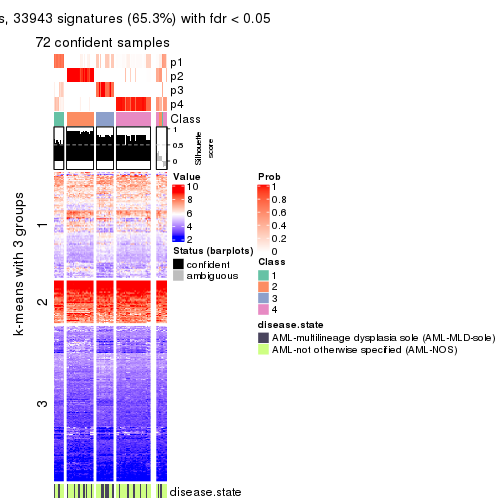 s, 33943 signatures (65.3%) with fdr < 0.05
72 confident samples
p1
p2
p3
p4
Class
1
0.5
0
Silhouette
score
k-means with 3 groups
1
2
3
disease.state
Value
10
8
6
4
2
Status (barplots)
confident
ambiguous
Prob
1
0.8
0.6
0.4
0.2
0
Class
1
2
3
4
disease.state
AML-multilineage dysplasia sole (AML-MLD-sole)
AML-not otherwise specified (AML-NOS)